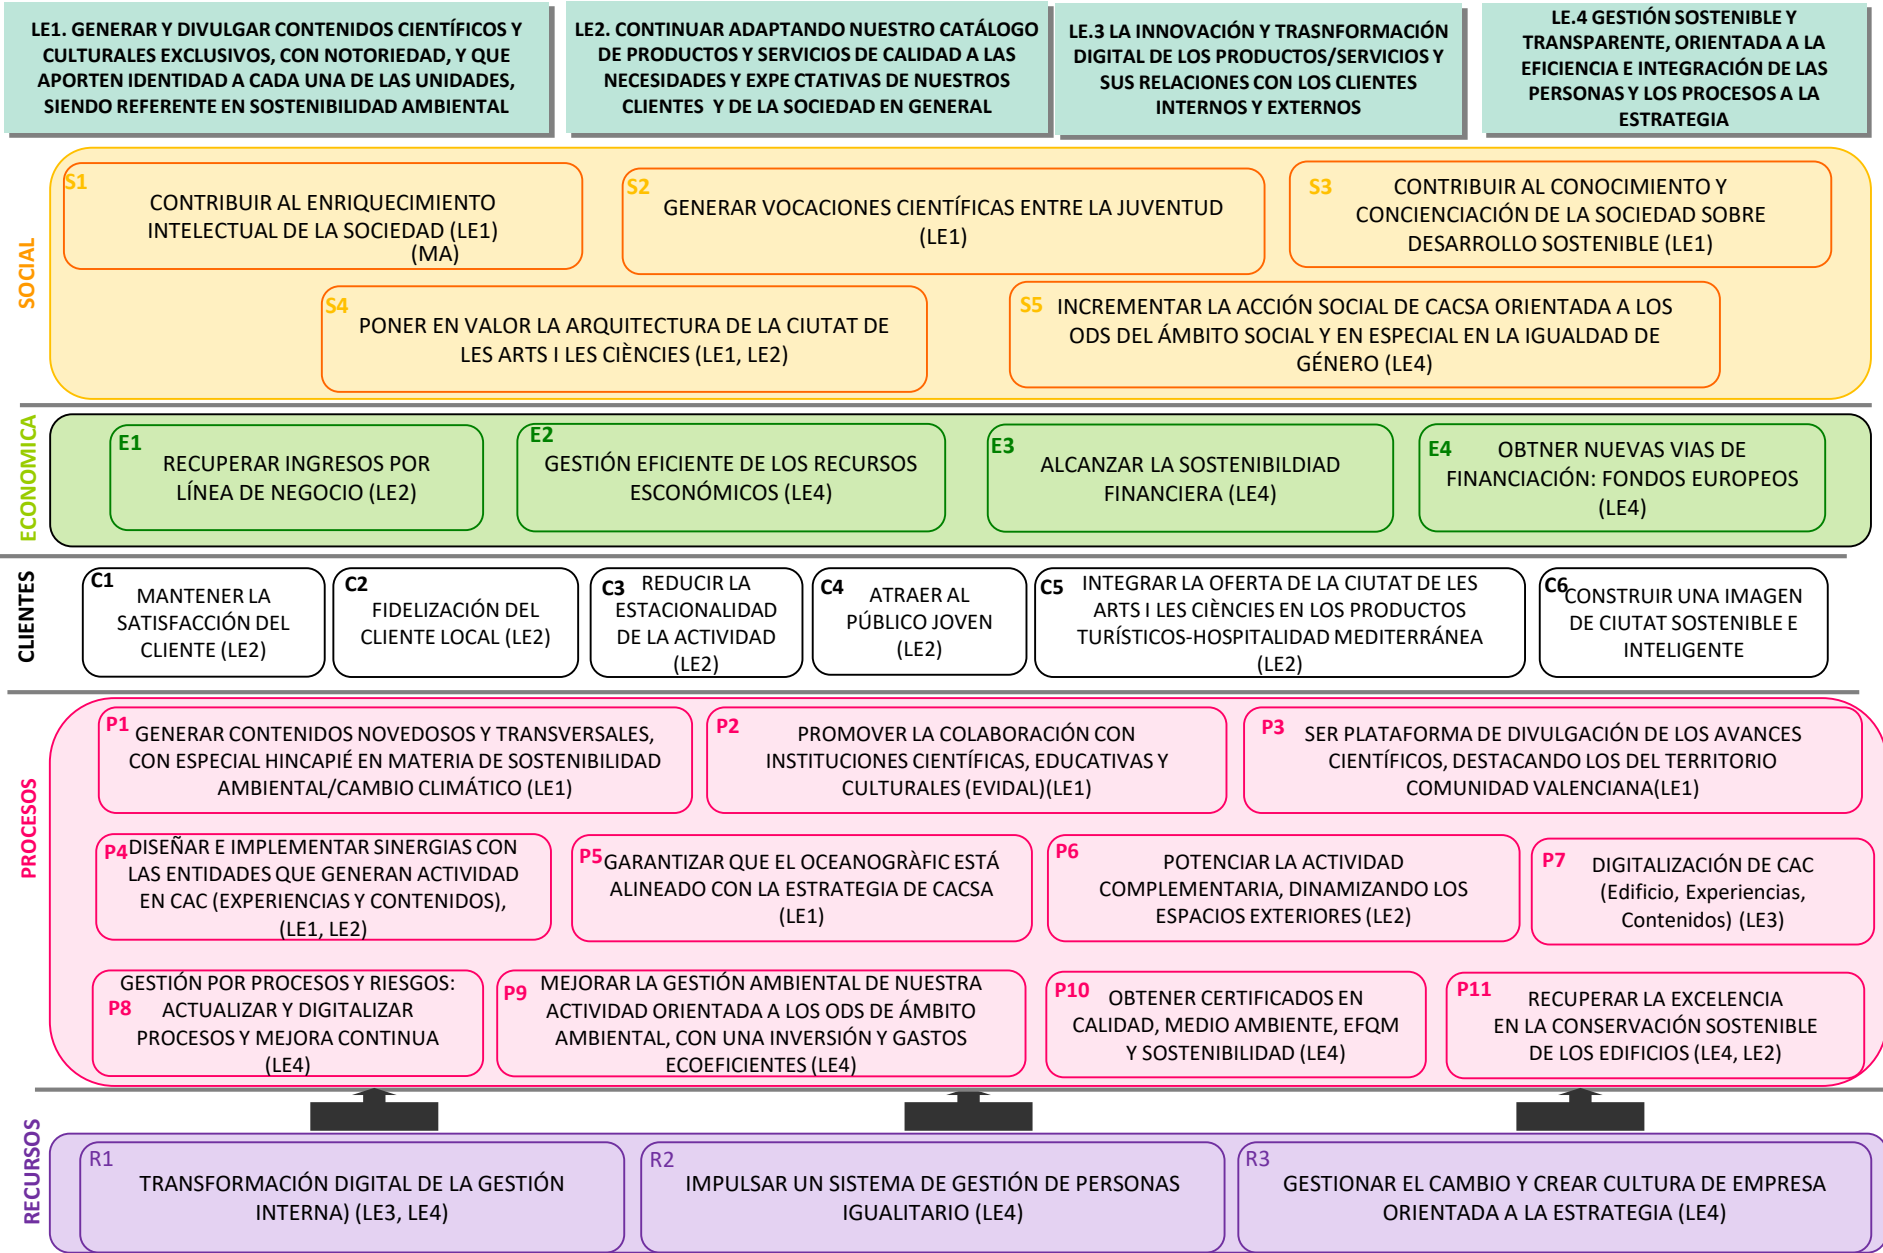 LE1. GENERAR Y DIVULGAR CONTENIDOS CIENTÍFICOS Y
CULTURALES EXCLUSIVOS, CON NOTORIEDAD, Y QUE
APORTEN IDENTIDAD A CADA UNA DE LAS UNIDADES,
SIENDO REFERENTE EN SOSTENIBILIDAD AMBIENTAL
LE2. CONTINUAR ADAPTANDO NUESTRO CATÁLOGO
DE PRODUCTOS Y SERVICIOS DE CALIDAD A LAS
NECESIDADES Y EXPE CTATIVAS DE NUESTROS
CLIENTES Y DE LA SOCIEDAD EN GENERAL
LE.3 LA INNOVACIÓN Y TRASNFORMACIÓN
DIGITAL DE LOS PRODUCTOS/SERVICIOS Y
SUS RELACIONES CON LOS CLIENTES
INTERNOS Y EXTERNOS
LE.4 GESTIÓN SOSTENIBLE Y
TRANSPARENTE, ORIENTADA A LA
EFICIENCIA E INTEGRACIÓN DE LAS
PERSONAS Y LOS PROCESOS A LA
ESTRATEGIA
SOCIAL
S1
CONTRIBUIR AL ENRIQUECIMIENTO
INTELECTUAL DE LA SOCIEDAD (LE1)
(MA)
S2
GENERAR VOCACIONES CIENTÍFICAS ENTRE LA JUVENTUD
(LE1)
S3
CONTRIBUIR AL CONOCIMIENTO Y
CONCIENCIACIÓN DE LA SOCIEDAD SOBRE
DESARROLLO SOSTENIBLE (LE1)
S4
PONER EN VALOR LA ARQUITECTURA DE LA CIUTAT DE
LES ARTS I LES CIÈNCIES (LE1, LE2)
S5
INCREMENTAR LA ACCIÓN SOCIAL DE CACSA ORIENTADA A LOS
ODS DEL ÁMBITO SOCIAL Y EN ESPECIAL EN LA IGUALDAD DE
GÉNERO (LE4)
ECONOMICA
E1
RECUPERAR INGRESOS POR
LÍNEA DE NEGOCIO (LE2)
E2
GESTIÓN EFICIENTE DE LOS RECURSOS
ESCONÓMICOS (LE4)
E3
ALCANZAR LA SOSTENIBILDIAD
FINANCIERA (LE4)
E4
OBTNER NUEVAS VIAS DE
FINANCIACIÓN: FONDOS EUROPEOS
(LE4)
CLIENTES
C1
MANTENER LA
SATISFACCIÓN DEL
CLIENTE (LE2)
C2
FIDELIZACIÓN DEL
CLIENTE LOCAL (LE2)
C3
REDUCIR LA
ESTACIONALIDAD
DE LA ACTIVIDAD
(LE2)
C4
ATRAER AL
PÚBLICO JOVEN
(LE2)
C5
INTEGRAR LA OFERTA DE LA CIUTAT DE LES
ARTS I LES CIÈNCIES EN LOS PRODUCTOS
TURÍSTICOS-HOSPITALIDAD MEDITERRÁNEA
(LE2)
C6
CONSTRUIR UNA IMAGEN
DE CIUTAT SOSTENIBLE E
INTELIGENTE
PROCESOS
P1
GENERAR CONTENIDOS NOVEDOSOS Y TRANSVERSALES,
CON ESPECIAL HINCAPIÉ EN MATERIA DE SOSTENIBILIDAD
AMBIENTAL/CAMBIO CLIMÁTICO (LE1)
P2
PROMOVER LA COLABORACIÓN CON
INSTITUCIONES CIENTÍFICAS, EDUCATIVAS Y
CULTURALES (EVIDAL)(LE1)
P3
SER PLATAFORMA DE DIVULGACIÓN DE LOS AVANCES
CIENTÍFICOS, DESTACANDO LOS DEL TERRITORIO
COMUNIDAD VALENCIANA(LE1)
P4
DISEÑAR E IMPLEMENTAR SINERGIAS CON
LAS ENTIDADES QUE GENERAN ACTIVIDAD
EN CAC (EXPERIENCIAS Y CONTENIDOS),
(LE1, LE2)
P5
GARANTIZAR QUE EL OCEANOGRÀFIC ESTÁ
ALINEADO CON LA ESTRATEGIA DE CACSA
(LE1)
P6
POTENCIAR LA ACTIVIDAD
COMPLEMENTARIA, DINAMIZANDO LOS
ESPACIOS EXTERIORES (LE2)
P7
DIGITALIZACIÓN DE CAC
(Edificio, Experiencias,
Contenidos) (LE3)
P8
GESTIÓN POR PROCESOS Y RIESGOS:
ACTUALIZAR Y DIGITALIZAR
PROCESOS Y MEJORA CONTINUA
(LE4)
P9
MEJORAR LA GESTIÓN AMBIENTAL DE NUESTRA
ACTIVIDAD ORIENTADA A LOS ODS DE ÁMBITO
AMBIENTAL, CON UNA INVERSIÓN Y GASTOS
ECOEFICIENTES (LE4)
P10
OBTENER CERTIFICADOS EN
CALIDAD, MEDIO AMBIENTE, EFQM
Y SOSTENIBILIDAD (LE4)
P11
RECUPERAR LA EXCELENCIA
EN LA CONSERVACIÓN SOSTENIBLE
DE LOS EDIFICIOS (LE4, LE2)
RECURSOS
R1
TRANSFORMACIÓN DIGITAL DE LA GESTIÓN
INTERNA) (LE3, LE4)
R2
IMPULSAR UN SISTEMA DE GESTIÓN DE PERSONAS
IGUALITARIO (LE4)
R3
GESTIONAR EL CAMBIO Y CREAR CULTURA DE EMPRESA
ORIENTADA A LA ESTRATEGIA (LE4)